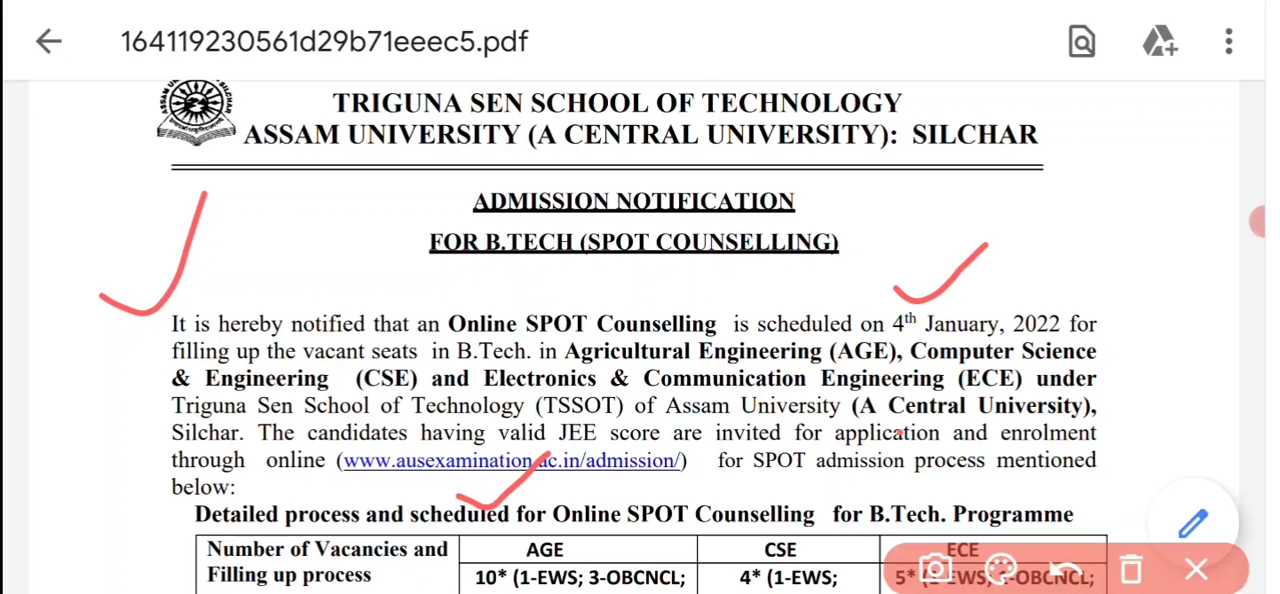 164119230561d29b71eeec5.pdf
TRIGUNA SEN SCHOOL OF TECHNOLOGY
ASSAM UNIVERSITY (A CENTRAL UNIVERSITY): SILCHAR
ADMISSION NOTIFICATION
FOR B.TECH (SPOT COUNSELLING)
It is hereby notified that an Online SPOT Counselling is scheduled on 4th January, 2022 for
filling up the vacant seats in B.Tech. in Agricultural Engineering (AGE), Computer Science
& Engineering (CSE) and Electronics & Communication Engineering (ECE) under
Triguna Sen School of Technology (TSSOT) of Assam University (A Central University),
Silchar. The candidates having valid JEE score are invited for application and enrolment
through online (www.ausexamination.ac.in/admission/) for SPOT admission process mentioned
below:
Detailed process and scheduled for Online SPOT Counselling for B.Tech. Programme
Number of Vacancies and AGE CSE ECE
Filling up process 10* (1-EWS; 3-OBCNCL; 4* (1-EWS; 5* EWS; -OBCNCL;